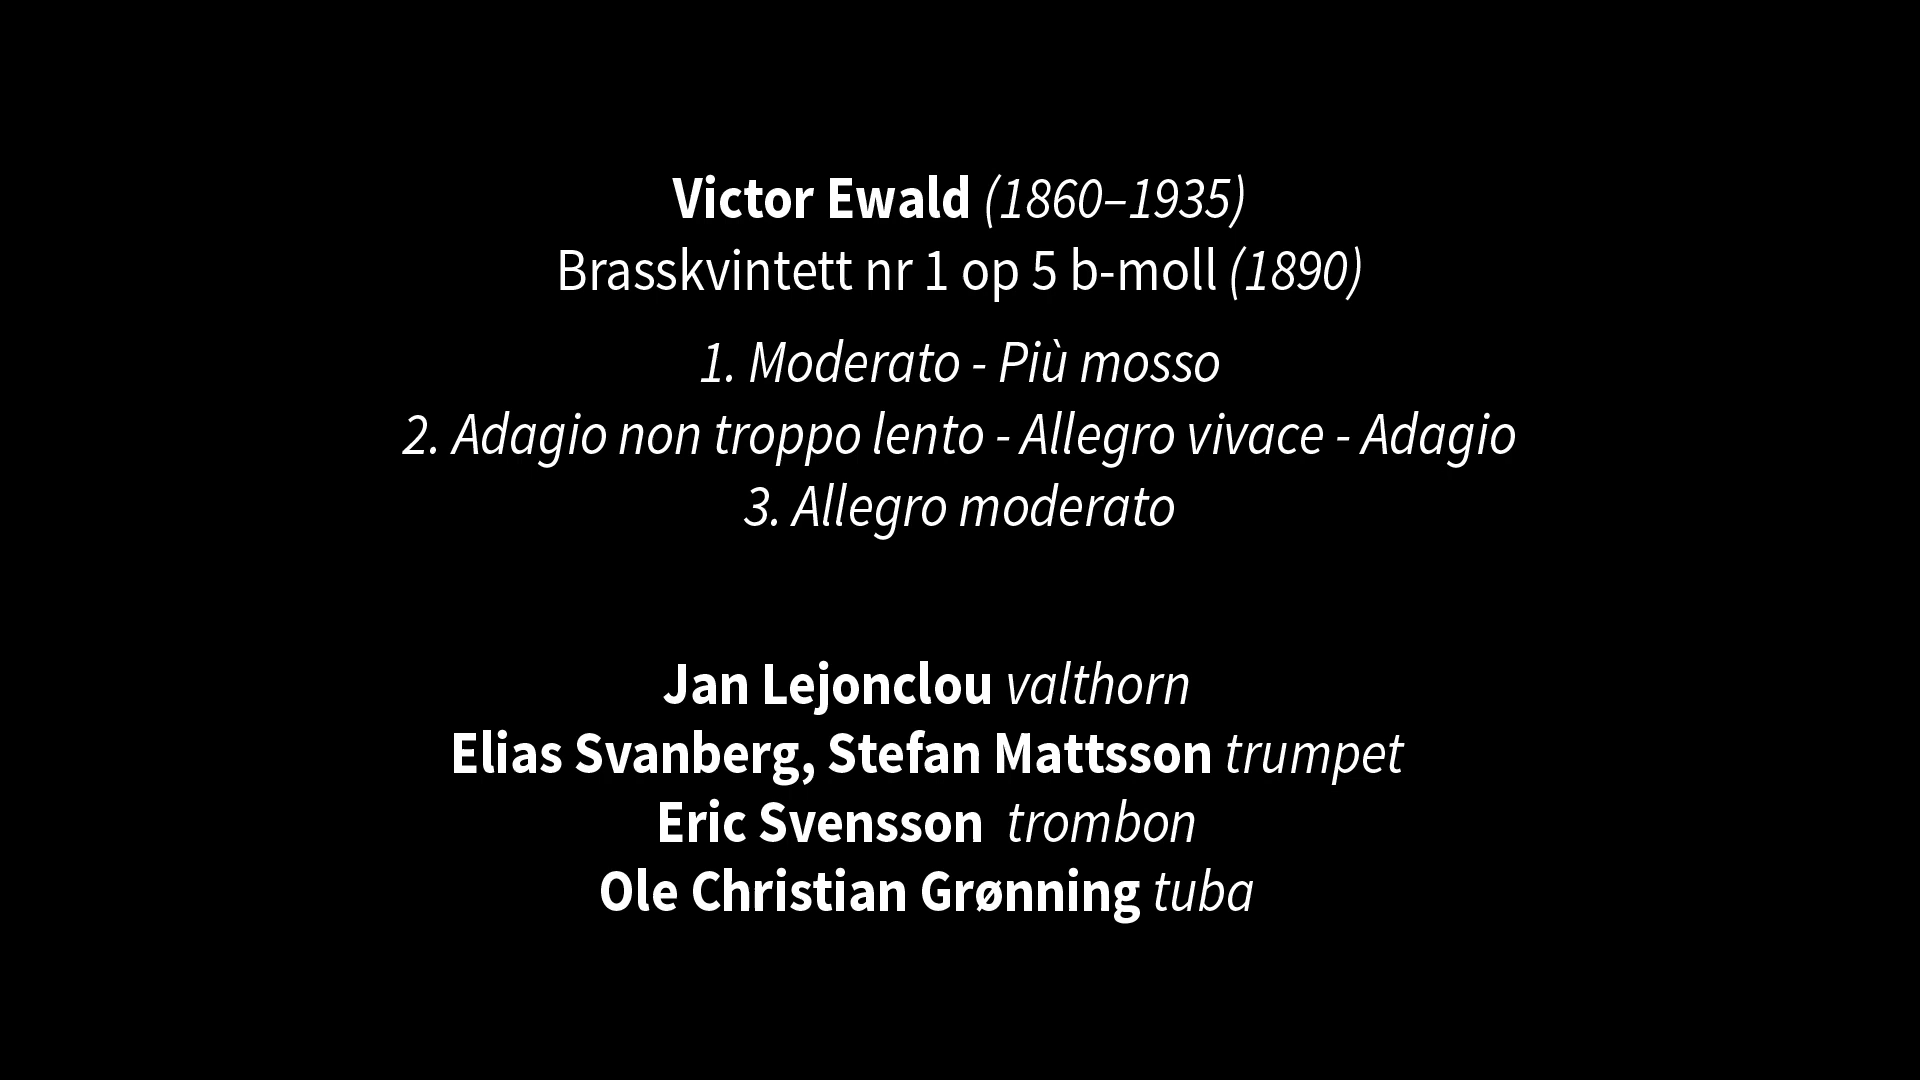 Victor Ewald (1860–1935)
Brasskvintett nr 1 op 5 b-moll (1890)
1. Moderato - Più mosso
2. Adagio non troppo lento - Allegro vivace - Adagio
3. Allegro moderato
Jan Lejonclou valthorn
Elias Svanberg, Stefan Mattsson trumpet
Eric Svensson  trombon
Ole Christian Grønning tuba